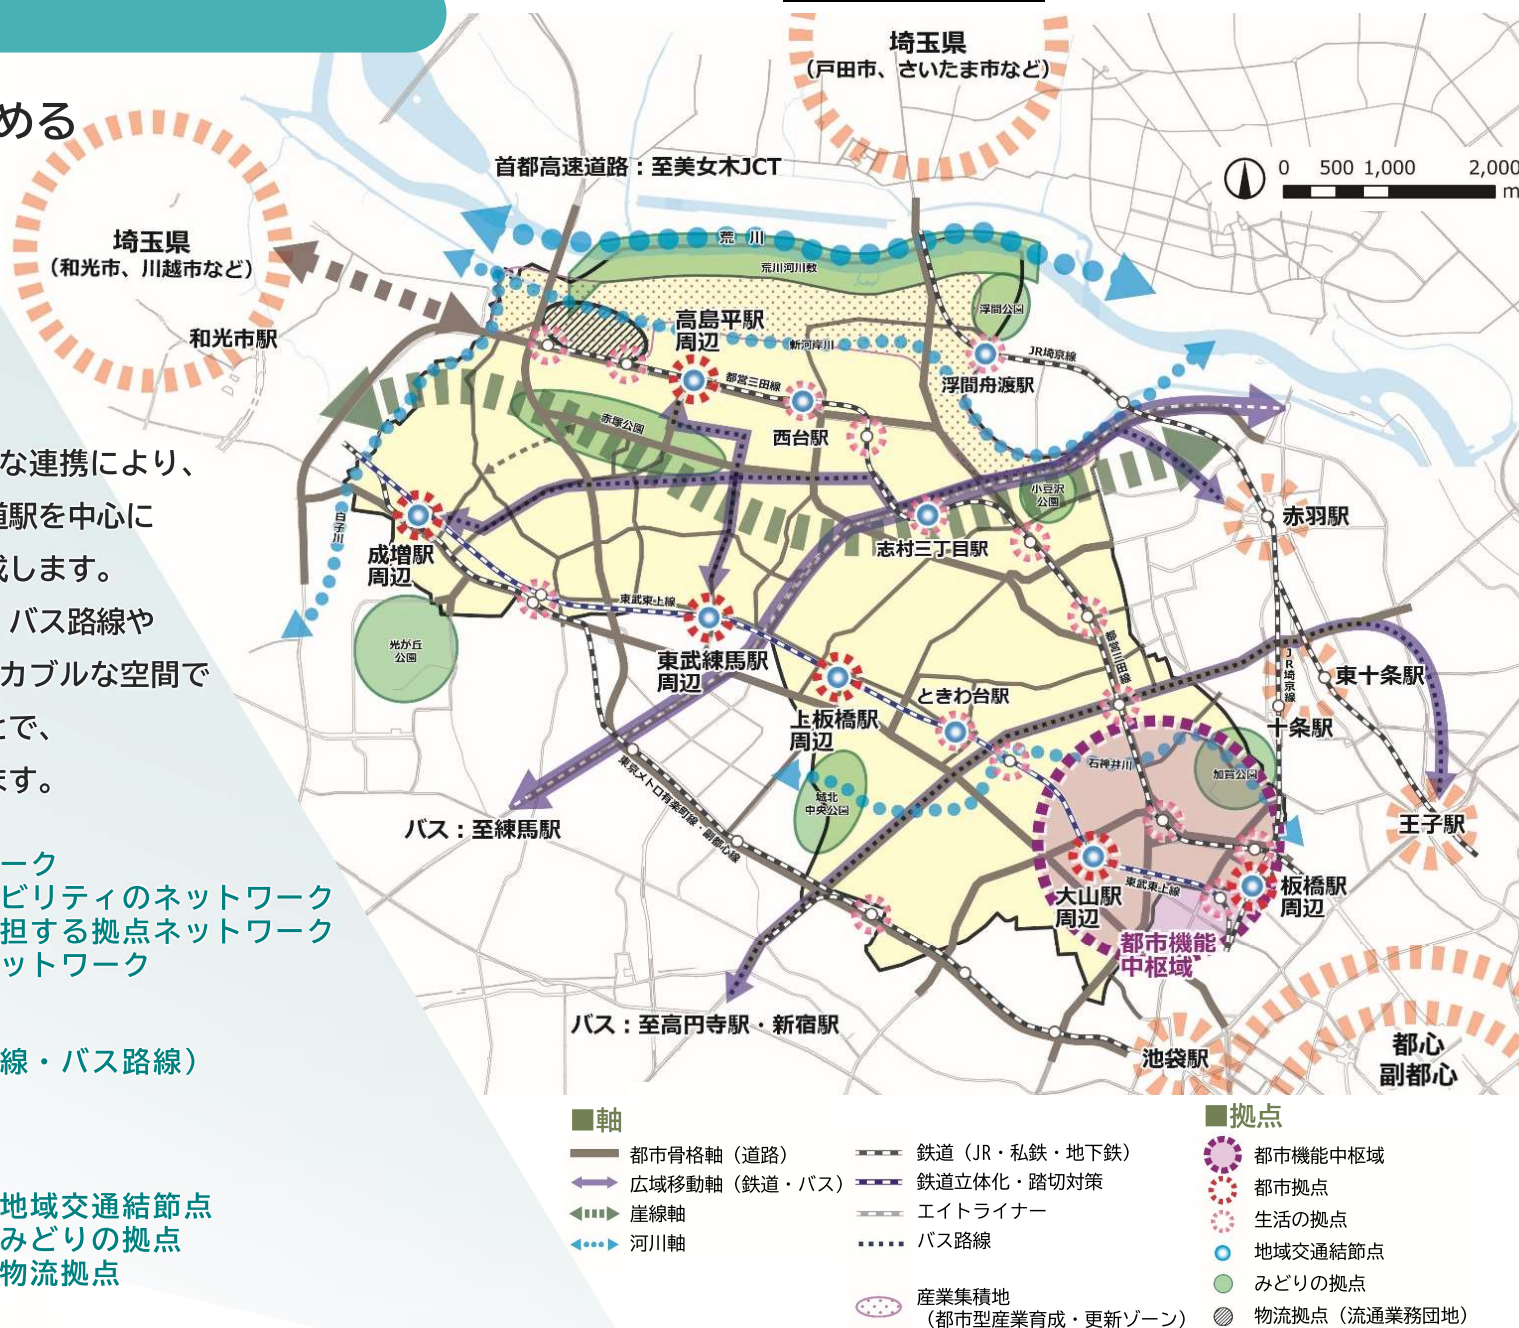 める
な連携により、
道駅を中心に
成します。
バス路線や
カブルな空間で
とで、
ます。
ーク
ビリティのネットワーク
担する拠点ネットワーク
ットワーク
線・バス路線）
地域交通結節点
みどりの拠点
物流拠点
埼玉県
（戸田市、さいたま市など）
首都高速道路：至美女木JCT
0 500 1,000 2,000
m
埼玉県
（和光市、川越市など）
和光市駅
荒川
荒川河川敷
浮間公園
高島平駅
周辺
新河岸川
JR埼京線
浮間舟渡駅
都営三田線
西台駅
赤塚公園
小豆沢
公園
赤羽駅
白子川
成増駅
周辺
志村三丁目駅
東武東上線
光が丘
公園
東武練馬駅
周辺
都営三田線
JR埼京線
東十条駅
上板橋駅
周辺
ときわ台駅
十条駅
東京メトロ有楽町線・副都心線
石神井川
加賀公園
城北
中央公園
バス：至練馬駅
王子駅
大山駅
周辺
東武東上線
板橋駅
周辺
都市機能
中枢域
バス：至高円寺駅・新宿駅
池袋駅
都心
副都心
■軸
都市骨格軸（道路）
広域移動軸（鉄道・バス）
崖線軸
河川軸
鉄道（JR・私鉄・地下鉄）
鉄道立体化・踏切対策
エイトライナー
バス路線
産業集積地
（都市型産業育成・更新ゾーン）
■拠点
都市機能中枢域
都市拠点
生活の拠点
地域交通結節点
みどりの拠点
物流拠点（流通業務団地）